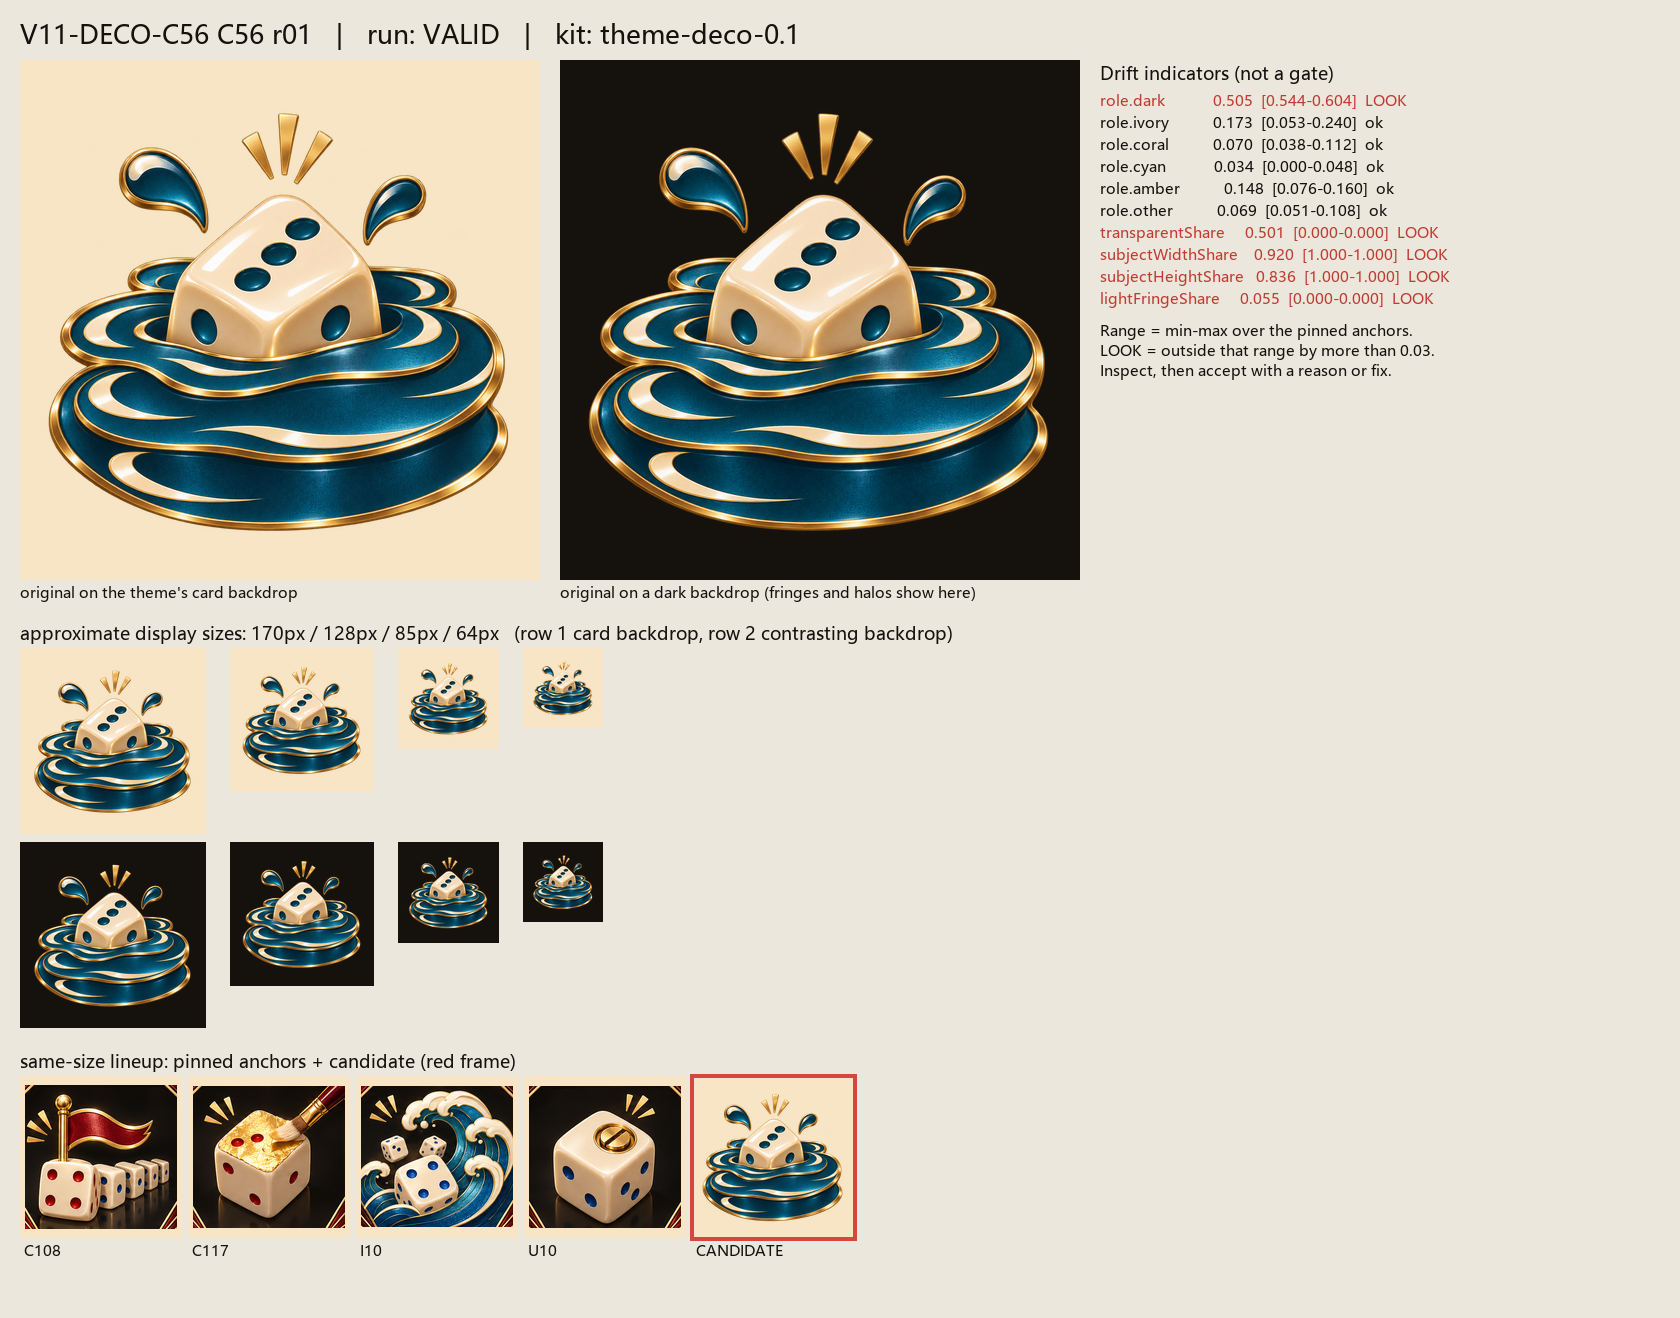 V11-DECO-C56 C56 r01 | run: VALID | kit: theme-deco-0.1
Drift indicators (not a gate)
role.dark 0.505 [0.544-0.604] LOOK
role.ivory 0.173 [0.053-0.240] ok
role.coral 0.070 [0.038-0.112] ok
role.cyan 0.034 [0.000-0.048] ok
role.amber 0.148 [0.076-0.160] ok
role.other 0.069 [0.051-0.108] ok
transparentShare 0.501 [0.000-0.000] LOOK
subjectWidthShare 0.920 [1.000-1.000] LOOK
subjectHeightShare 0.836 [1.000-1.000] LOOK
lightFringeShare 0.055 [0.000-0.000] LOOK
Range = min-max over the pinned anchors.
LOOK = outside that range by more than 0.03.
Inspect, then accept with a reason or fix.
original on the theme's card backdrop
original on a dark backdrop (fringes and halos show here)
approximate display sizes: 170px / 128px / 85px / 64px (row 1 card backdrop, row 2 contrasting backdrop)
same-size lineup: pinned anchors + candidate (red frame)
C108
C117
I10
U10
CANDIDATE